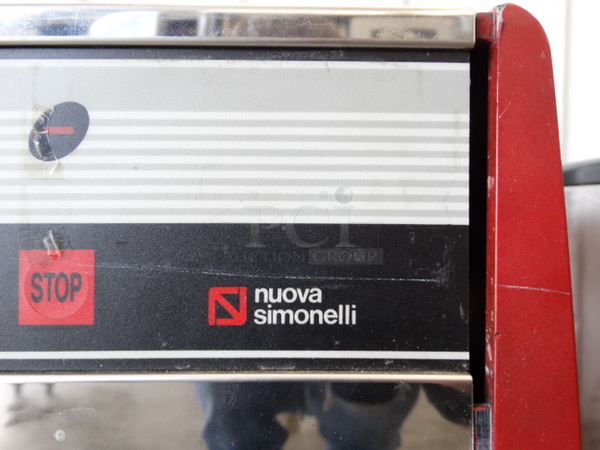 PCI
AUCTION GROUP
STOP
nuova
simonelli